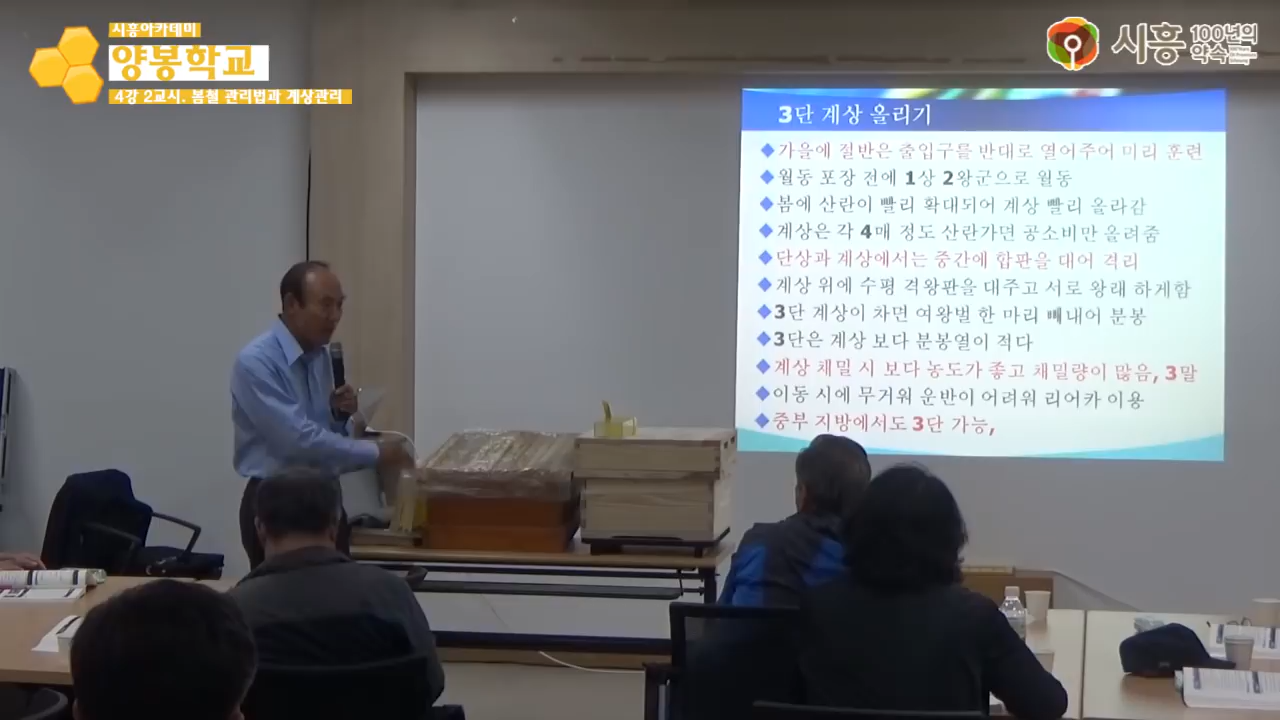 시흥아카데미
양봉학교
4강 2교시. 봄철 관리법과 계상관리
시흥 100년의 약속
3단 계상 올리기
가을에 절반은 출입구를 반대로 열어주어 미리 훈련
월동 포장 전에 1상 2왕군으로 월동
봄에 산란이 빨리 확대되어 계상 빨리 올라감
계상은 각 4매 정도 산란가면 공소비만 올려줌
단상과 계상에서는 중간에 합판을 대어 격리
계상 위에 수평 격왕판을 대주고 서로 왕래 하게함
3단 계상이 차면 여왕벌 한 마리 빼내어 분봉
3단은 계상 보다 분봉열이 적다
계상 채밀 시 보다 농도가 좋고 채밀량이 많음, 3말
이동 시에 무거워 운반이 어려워 리어카 이용
중부 지방에서도 3단 가능,